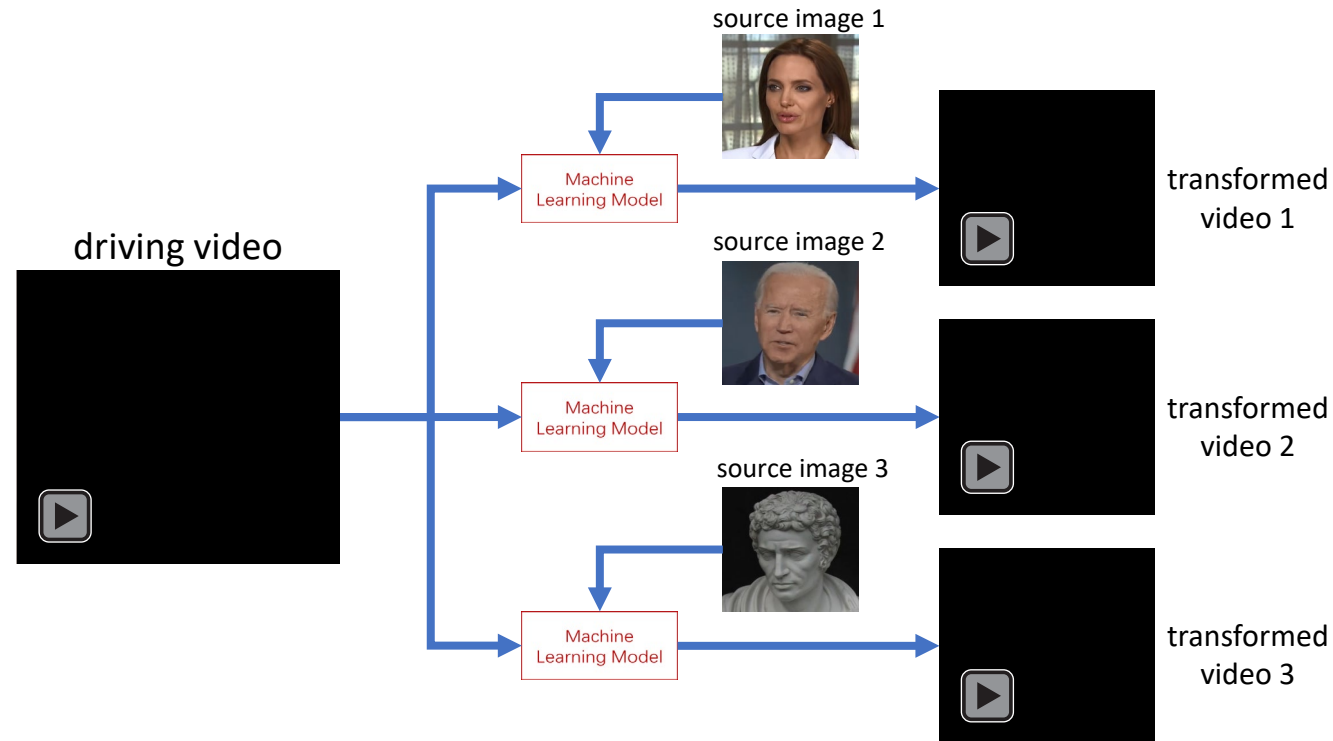 source image 1
Machine
Learning Model
transformed
video 1
driving video
source image 2
Machine
Learning Model
transformed
video 2
source image 3
Machine
Learning Model
transformed
video 3